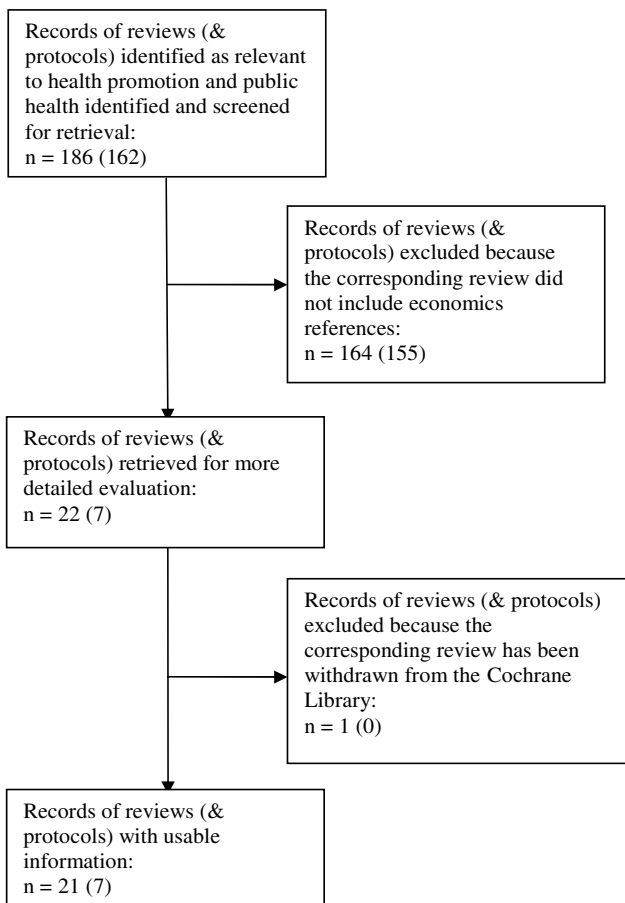 Records of reviews (&
protocols) identified as relevant
to health promotion and public
health identified and screened
for retrieval:
n = 186 (162)
Records of reviews (&
protocols) excluded because
the corresponding review did
not include economics
references:
n = 164 (155)
Records of reviews (&
protocols) retrieved for more
detailed evaluation:
n = 22 (7)
Records of reviews (& protocols)
excluded because the
corresponding review has been
withdrawn from the Cochrane
Library:
n = 1 (0)
Records of reviews (&
protocols) with usable
information:
n = 21 (7)